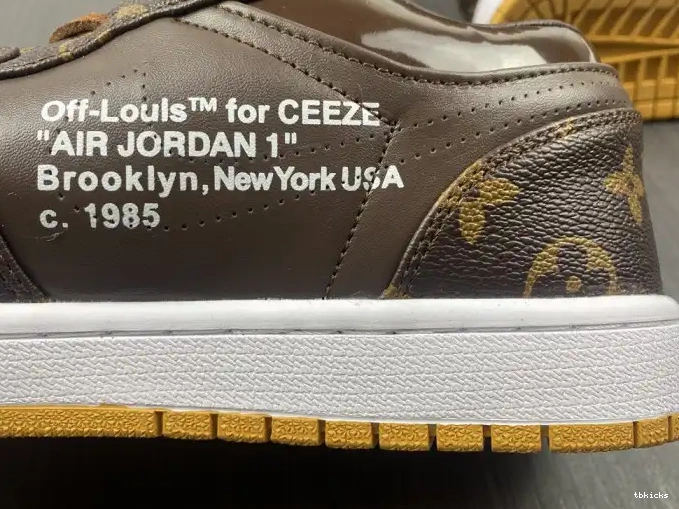 Off-Louis™ for CEEZE
"AIR JORDAN 1"
Brooklyn, New York USA
c. 1985
tbkicks